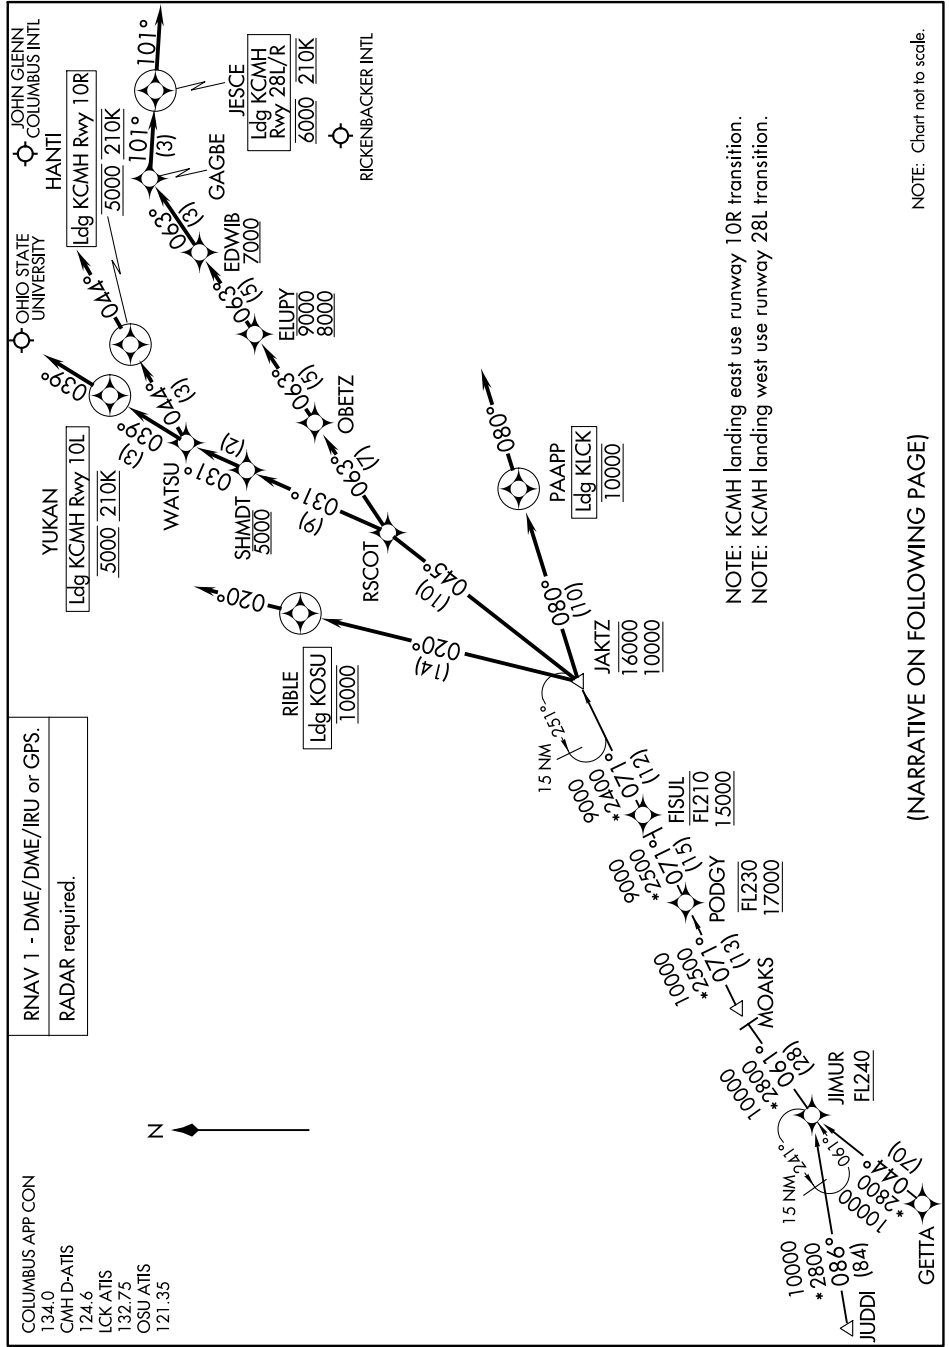 COLUMBUS APP CON
134.0
CMH D-ATIS
124.6
LCK ATIS
132.75
OSU ATIS
121.35
N
RNAV 1 - DME/DME/IRU or GPS.
RADAR required.
JOHN GLENN
COLUMBUS INTL
OHIO STATE
UNIVERSITY
HANTI
Ldg KCMH Rwy 10R
5000 210K
YUKAN
Ldg KCMH Rwy 10L
5000 210K
039°
044°
101°
101°
(3)
JESCE
Ldg KCMH
Rwy 28L/R
6000 210K
RICKENBACKER INTL
GAGBE
063°
(3)
EDWIB
7000
063°
(5)
ELUPY
9000
8000
063°
(5)
OBETZ
063°
(7)
039°
(3)
044°
(3)
WATSU
031°
(2)
SHMDT
5000
031°
(9)
RSCOT
045°
(10)
020°
RIBLE
Ldg KOSU
10000
020°
(14)
080°
PAAPP
Ldg KLCK
10000
080°
(10)
JAKTZ
16000
10000
15 NM
251°
9000
*2400
071°
(12)
FISUL
FL210
15000
9000
*2500
071°
(15)
PODGY
FL230
17000
10000
*2500
071°
(13)
MOAKS
10000
*2800
061°
(28)
JIMUR
FL240
15 NM
241°
061°
10000
*2800
044°
(70)
GETTA
10000
*2800
086°
(84)
JUDDI
NOTE: KCMH landing east use runway 10R transition.
NOTE: KCMH landing west use runway 28L transition.
(NARRATIVE ON FOLLOWING PAGE)
NOTE: Chart not to scale.